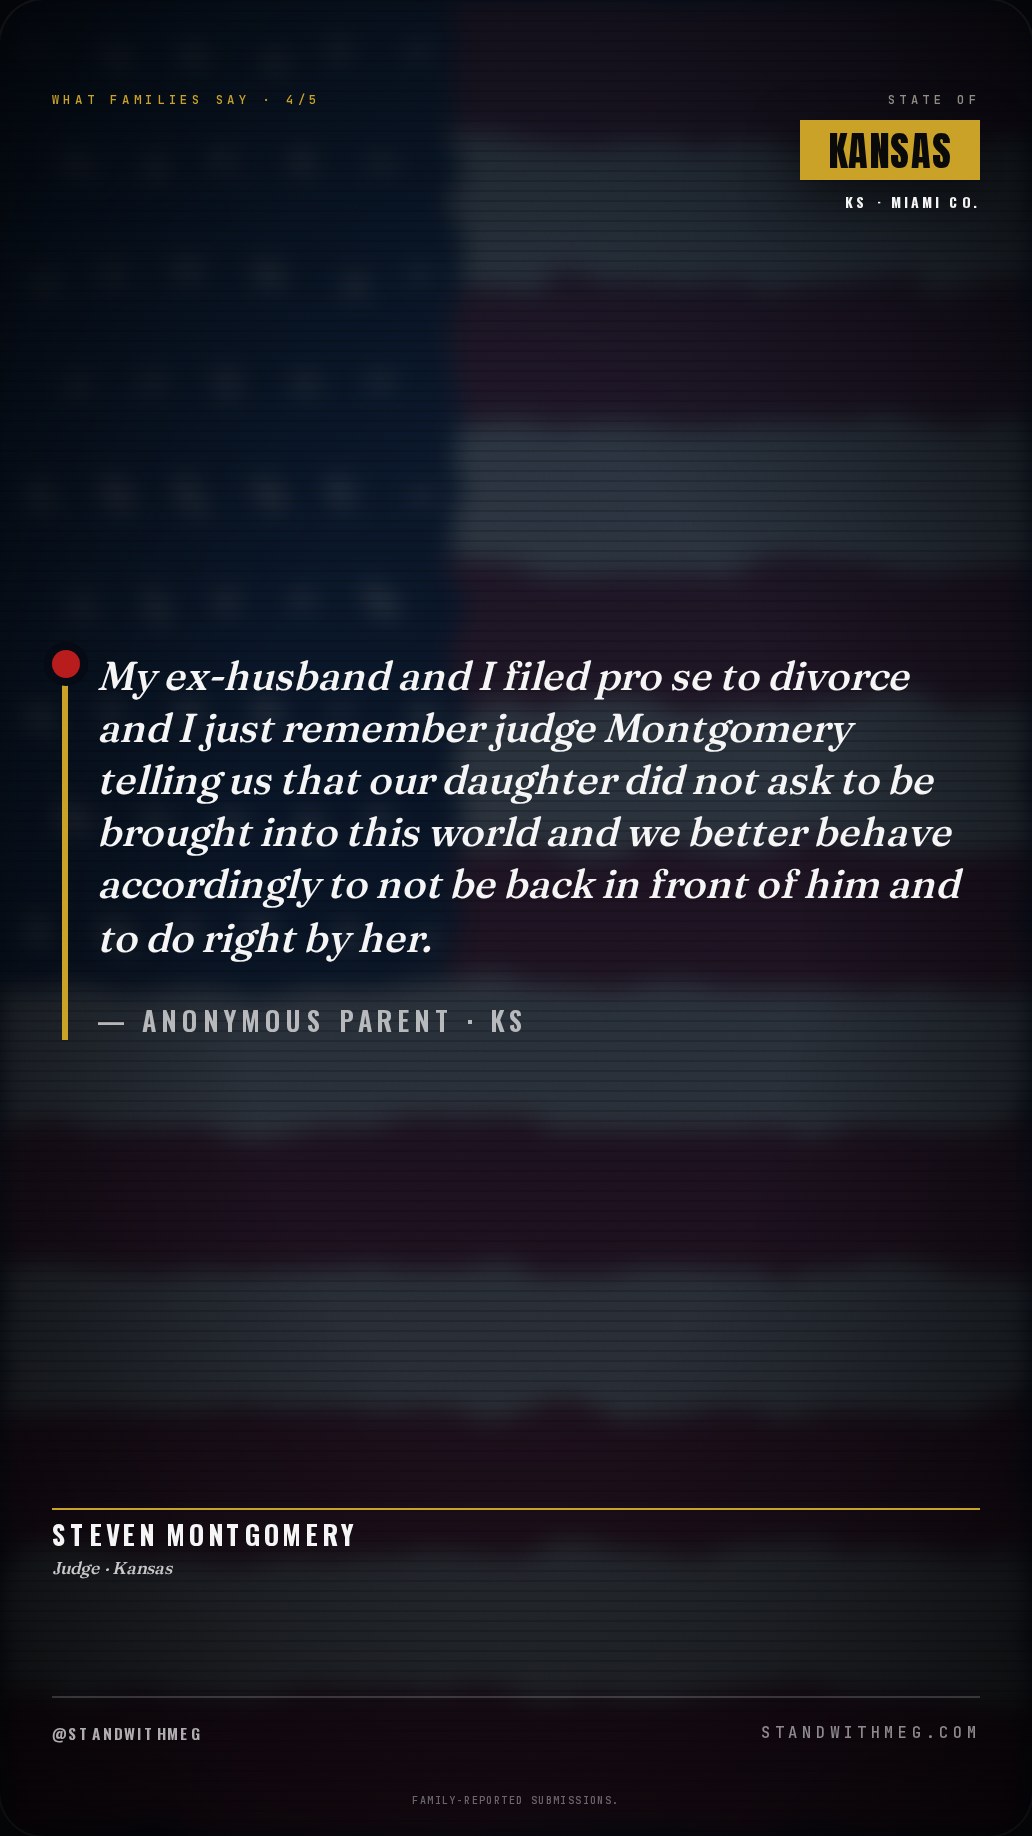 WHAT FAMILIES SAY · 4/5
STATE OF
KANSAS
KS · MIAMI CO.
My ex-husband and I filed pro se to divorce
and I just remember judge Montgomery
telling us that our daughter did not ask to be
brought into this world and we better behave
accordingly to not be back in front of him and
to do right by her.
— ANONYMOUS PARENT · KS
STEVEN MONTGOMERY
Judge · Kansas
@STANDWITHMEG
STANDWITHMEG.COM
FAMILY-REPORTED SUBMISSIONS.